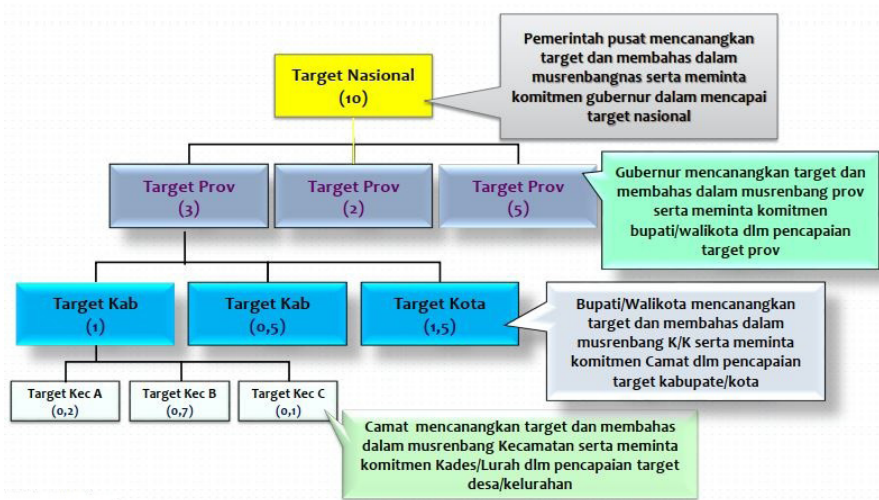 Target Nasional
(10)
Pemerintah pusat mencanangkan
target dan membahas dalam
musrenbangnas serta meminta
komitmen gubernur dalam mencapai
target nasional
Target Prov
(3)
Target Prov
(2)
Target Prov
(5)
Gubernur mencanangkan target dan
membahas dalam musrenbang prov
serta meminta komitmen
bupati/walikota dlm pencapaian
target prov
Target Kab
(1)
Target Kab
(0,5)
Target Kota
(1,5)
Bupati/Walikota mencanangkan
target dan membahas dalam
musrenbang K/K serta meminta
komitmen Camat dlm pencapaian
target kabupate/kota
Target Kec A
(0,2)
Target Kec B
(0,7)
Target Kec C
(0,1)
Camat mencanangkan target dan membahas
dalam musrenbang Kecamatan serta meminta
komitmen Kades/Lurah dlm pencapaian target
desa/kelurahan